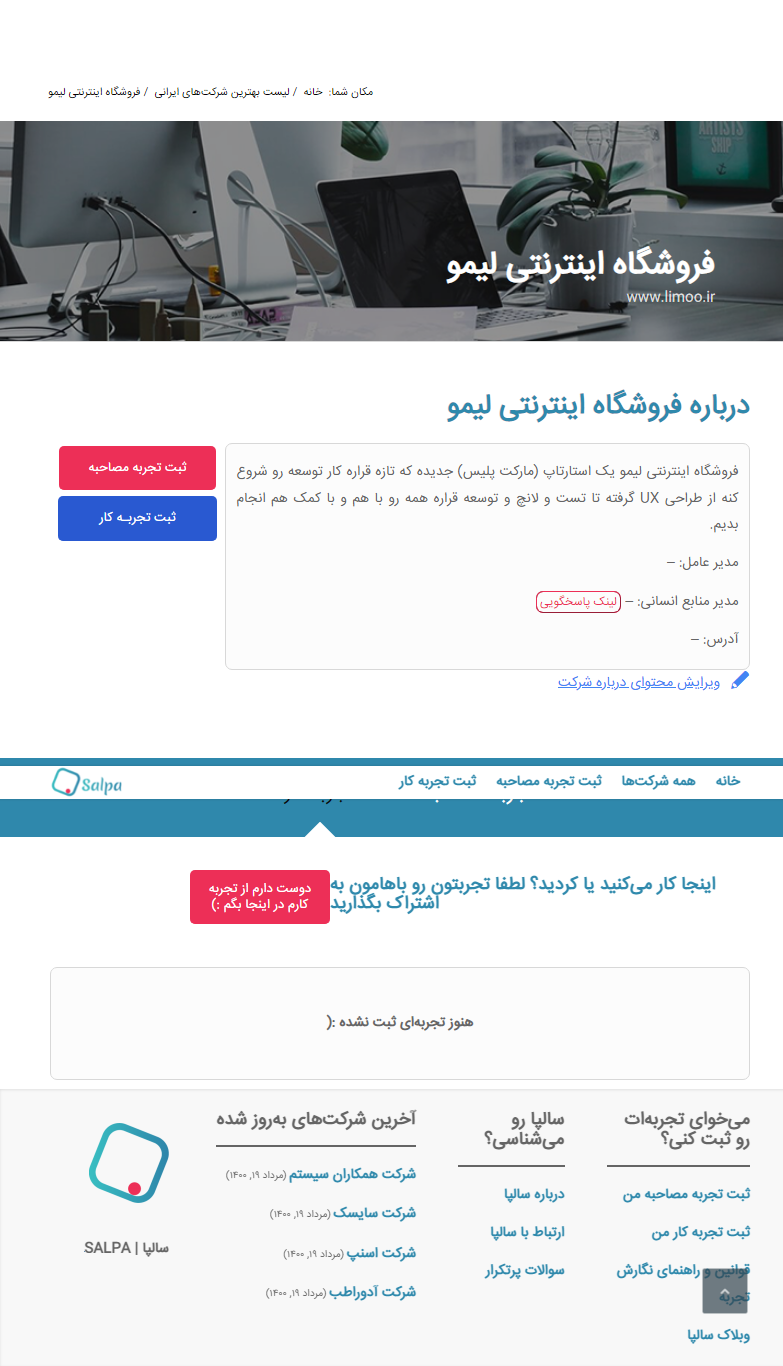 مکان شما: خانه / لیست بهترین شرکت‌های ایرانی / فروشگاه اینترنتی لیمو
ARTISTS
SHIP
فروشگاه اینترنتی لیمو
www.limoo.ir
درباره فروشگاه اینترنتی لیمو
فروشگاه اینترنتی لیمو یک استارتاپ (مارکت پلیس) جدیده که تازه قراره کار توسعه رو شروع
کنه از طراحی UX گرفته تا تست و لانچ و توسعه قراره همه رو با هم و با کمک هم انجام
بدیم.
مدیر عامل: –
مدیر منابع انسانی: – لینک پاسخگویی
آدرس: –
ثبت تجربه مصاحبه
ثبت تجربـه کار
ویرایش محتوای درباره شرکت
خانه همه شرکت‌ها ثبت تجربه مصاحبه ثبت تجربه کار
Salpa
اینجا کار می‌کنید یا کردید؟ لطفا تجربتون رو باهامون به
اشتراک بگذارید
دوست دارم از تجربه
کارم در اینجا بگم :)
هنوز تجربه‌ای ثبت نشده :(
می‌خوای تجربه‌ات
رو ثبت کنی؟
ثبت تجربه مصاحبه من
ثبت تجربه کار من
قوانین و راهنمای نگارش
تجربه
وبلاگ سالپا
سالپا رو
می‌شناسی؟
درباره سالپا
ارتباط با سالپا
سوالات پرتکرار
آخرین شرکت‌های به‌روز شده
شرکت همکاران سیستم (مرداد ۱۹, ۱۴۰۰)
شرکت سایسک (مرداد ۱۹, ۱۴۰۰)
شرکت اسنپ (مرداد ۱۹, ۱۴۰۰)
شرکت آدوراطب (مرداد ۱۹, ۱۴۰۰)
سالپا | SALPA